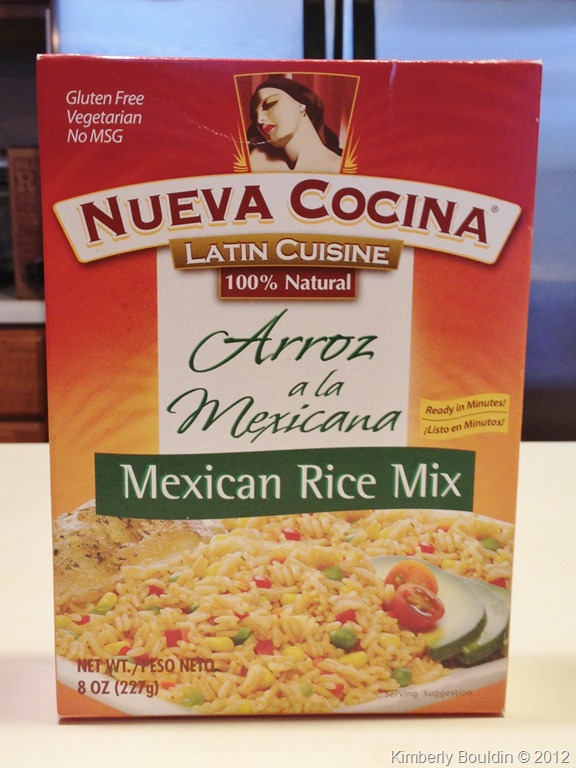 Gluten Free
Vegetarian
No MSG
NUEVA COCINA®
LATIN CUISINE
100% Natural
Arroz
a la
Mexicana
Ready in Minutes!
¡Listo en Minutos!
Mexican Rice Mix
NET WT./PESO NETO
8 OZ (227g)
Serving Suggestion
Kimberly Bouldin © 2012